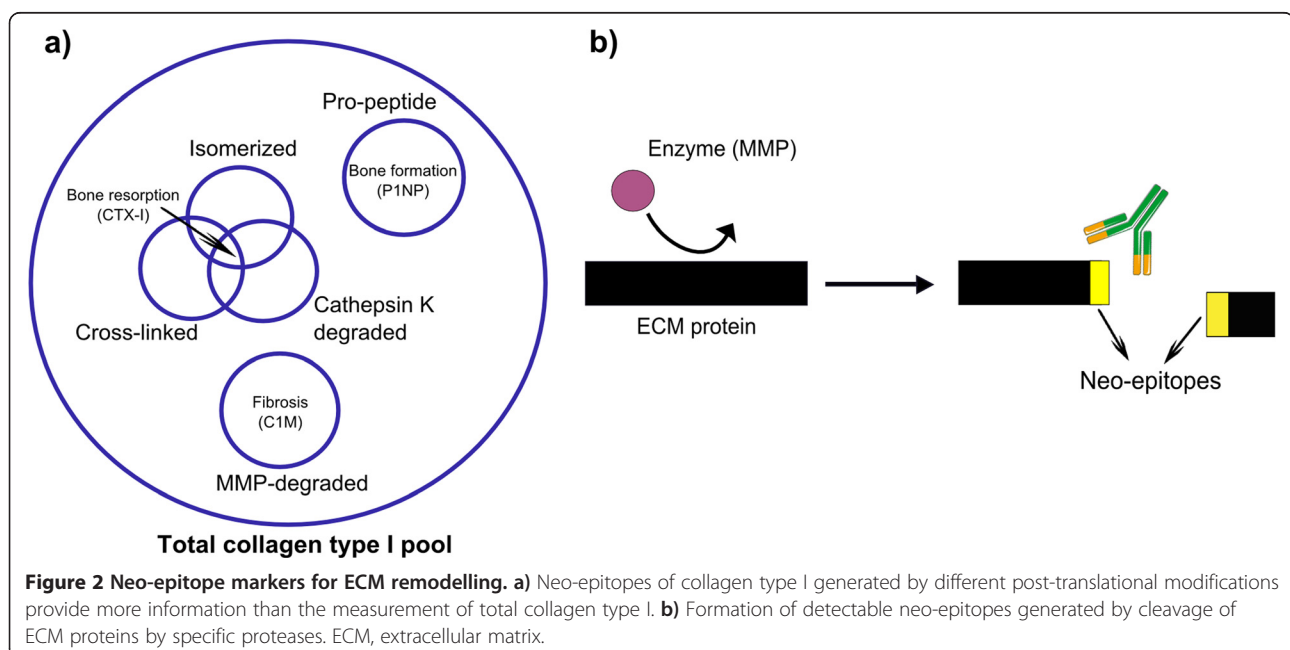 a)
Pro-peptide
Isomerized
Bone formation
(P1NP)
Bone resorption
(CTX-I)
Cross-linked
Cathepsin K
degraded
Fibrosis
(C1M)
MMP-degraded
Total collagen type I pool
b)
Enzyme (MMP)
ECM protein
Neo-epitopes
Figure 2 Neo-epitope markers for ECM remodelling. a) Neo-epitopes of collagen type I generated by different post-translational modifications
provide more information than the measurement of total collagen type I. b) Formation of detectable neo-epitopes generated by cleavage of
ECM proteins by specific proteases. ECM, extracellular matrix.